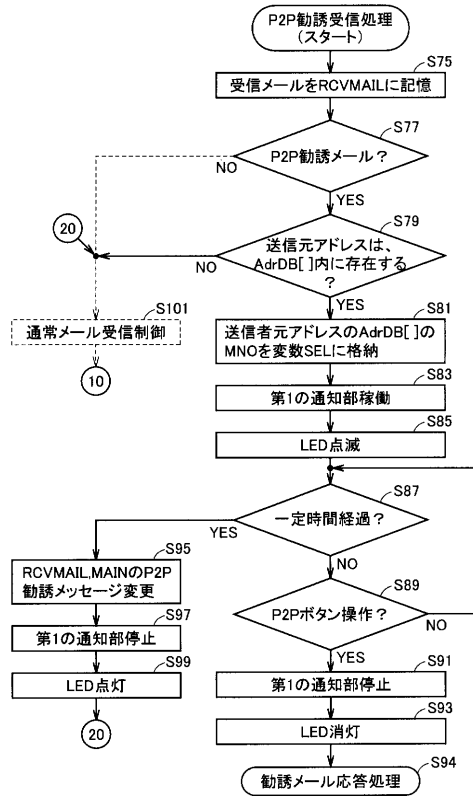 P2P勧誘受信処理
(スタート)
S75
受信メールをRCVMAILに記憶
S77
P2P勧誘メール?
NO
YES
S79
20
送信元アドレスは、
AdrDB[ ]内に存在する
?
NO
YES
S101
通常メール受信制御
10
S81
送信者元アドレスのAdrDB[ ]の
MNOを変数SELに格納
S83
第1の通知部稼働
S85
LED点滅
S87
一定時間経過?
YES
NO
S95
RCVMAIL,MAINのP2P
勧誘メッセージ変更
S89
P2Pボタン操作?
NO
YES
S97
第1の通知部停止
S91
第1の通知部停止
S99
LED点灯
S93
LED消灯
20
S94
勧誘メール応答処理